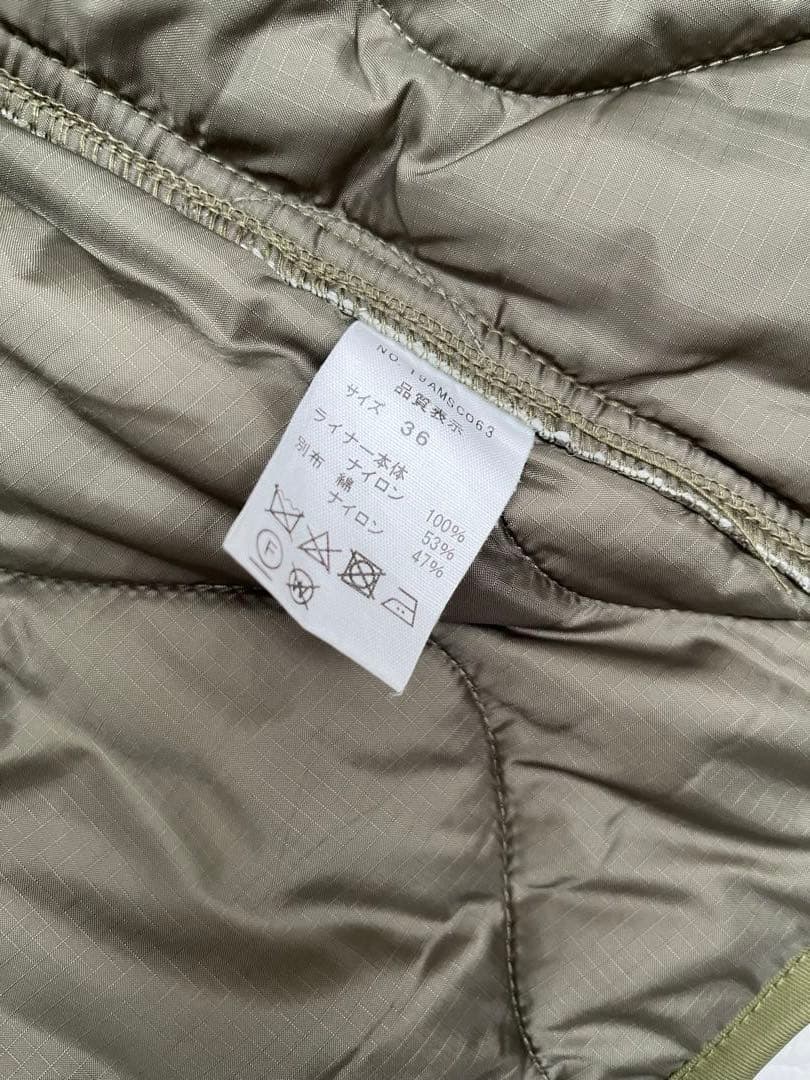 NO. 19AMSCO63
品質表示
サイズ 36
ライナー本体
ナイロン 100%
別布 綿 53%
ナイロン 47%
F
W